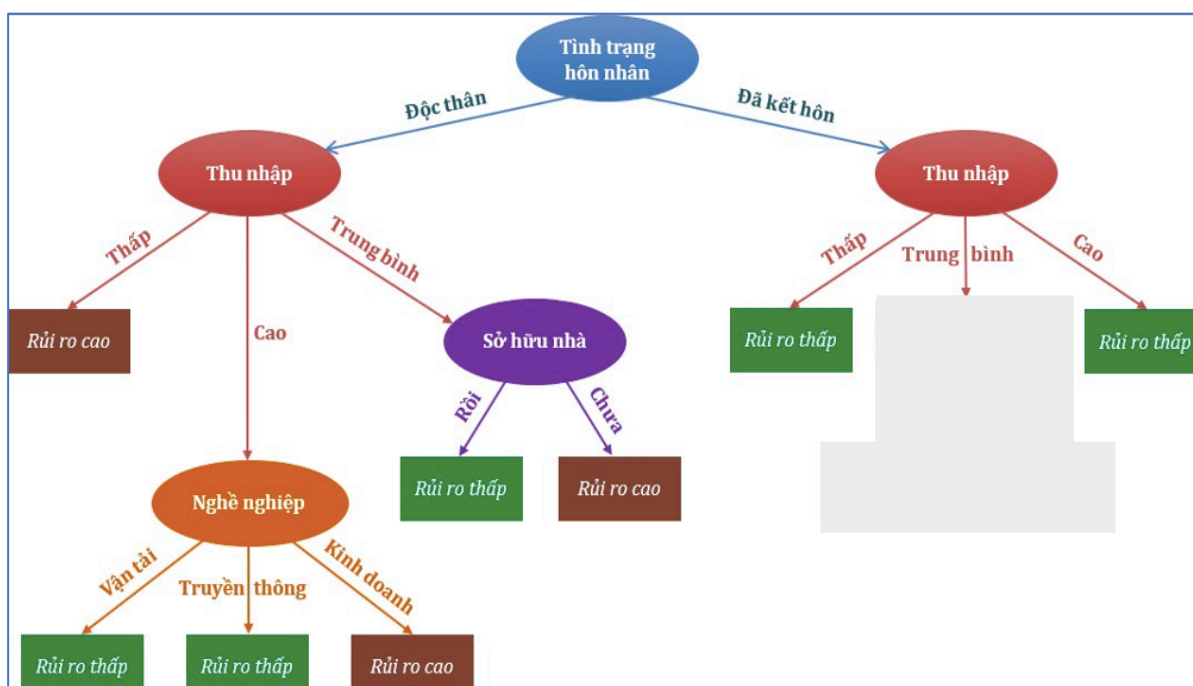 Tình trạng
hôn nhân
Độc thân
Đã kết hôn
Thu nhập
Thu nhập
Thấp
Cao
Trung bình
Thấp
Trung bình
Cao
Rủi ro cao
Sở hữu nhà
Rủi ro thấp
Rủi ro thấp
Rồi
Chưa
Rủi ro thấp
Rủi ro cao
Nghề nghiệp
Vận tải
Truyền thông
Kinh doanh
Rủi ro thấp
Rủi ro thấp
Rủi ro cao